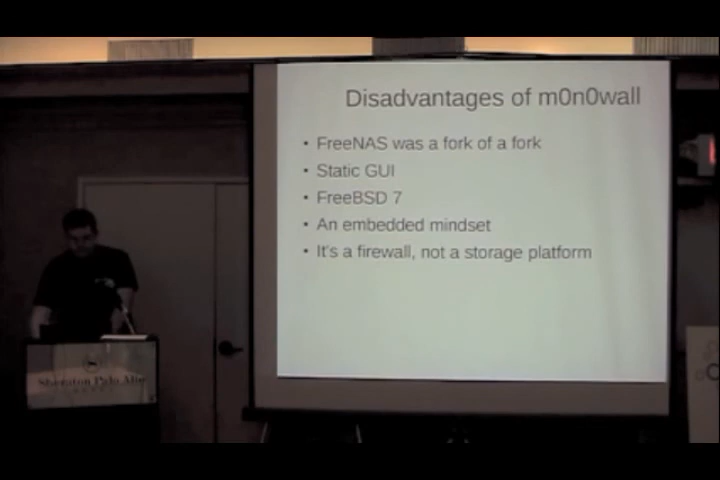 Disadvantages of m0n0wall
• FreeNAS was a fork of a fork
• Static GUI
• FreeBSD 7
• An embedded mindset
• It's a firewall, not a storage platform
Sheraton Palo Alto